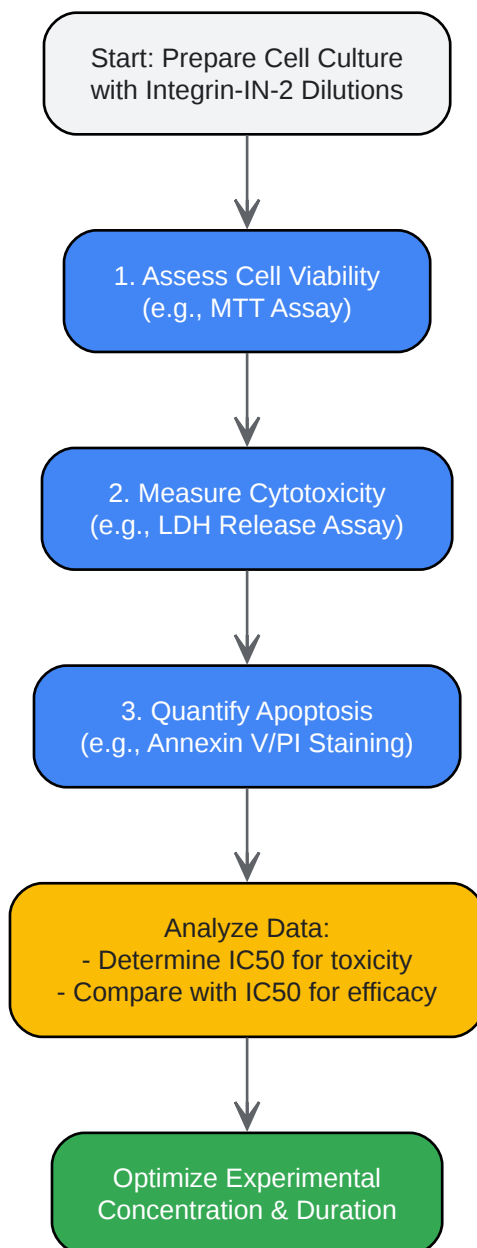 Start: Prepare Cell Culture
with Integrin-IN-2 Dilutions
1. Assess Cell Viability
(e.g., MTT Assay)
2. Measure Cytotoxicity
(e.g., LDH Release Assay)
3. Quantify Apoptosis
(e.g., Annexin V/PI Staining)
Analyze Data:
- Determine IC50 for toxicity
- Compare with IC50 for efficacy
Optimize Experimental
Concentration & Duration